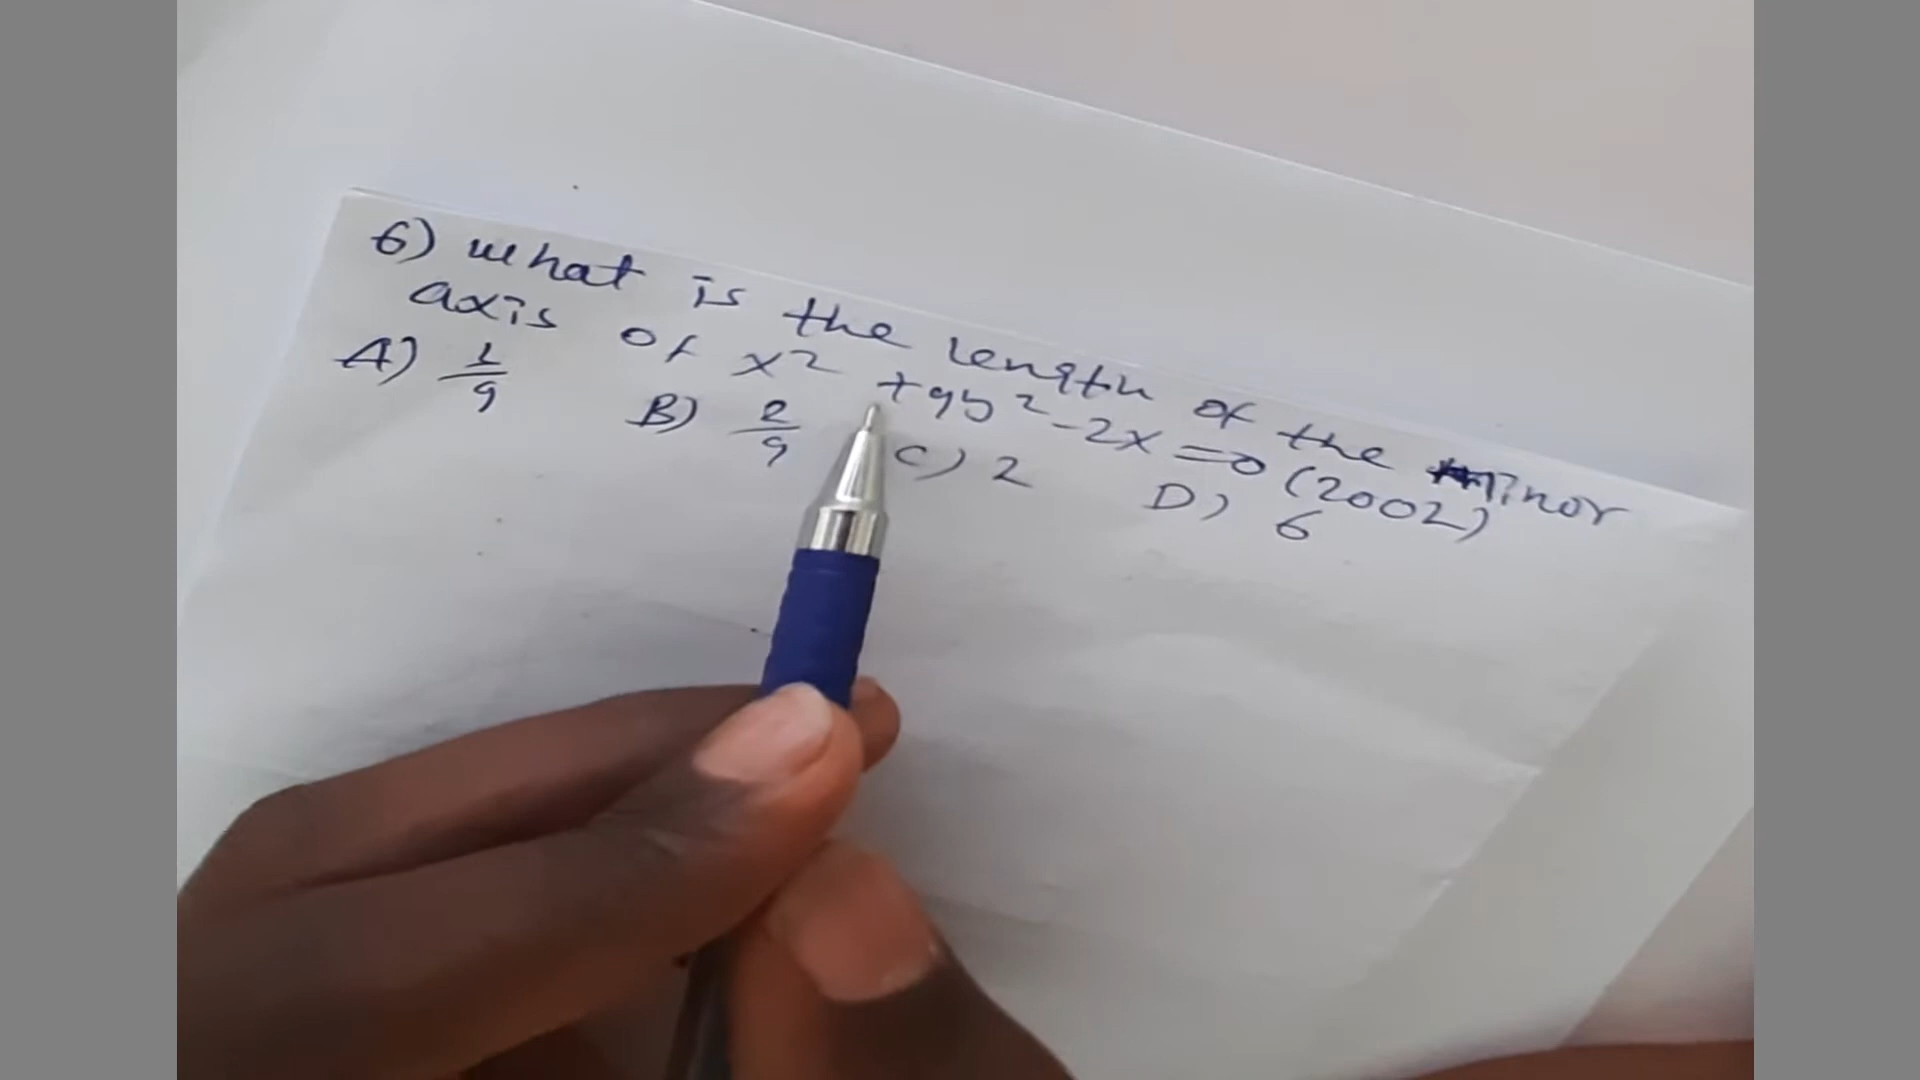 6) what is the length of the minor
axis of x² + 9y² - 2x = 0 (2002)
A) 1/9 B) 2/9 C) 2 D) 6